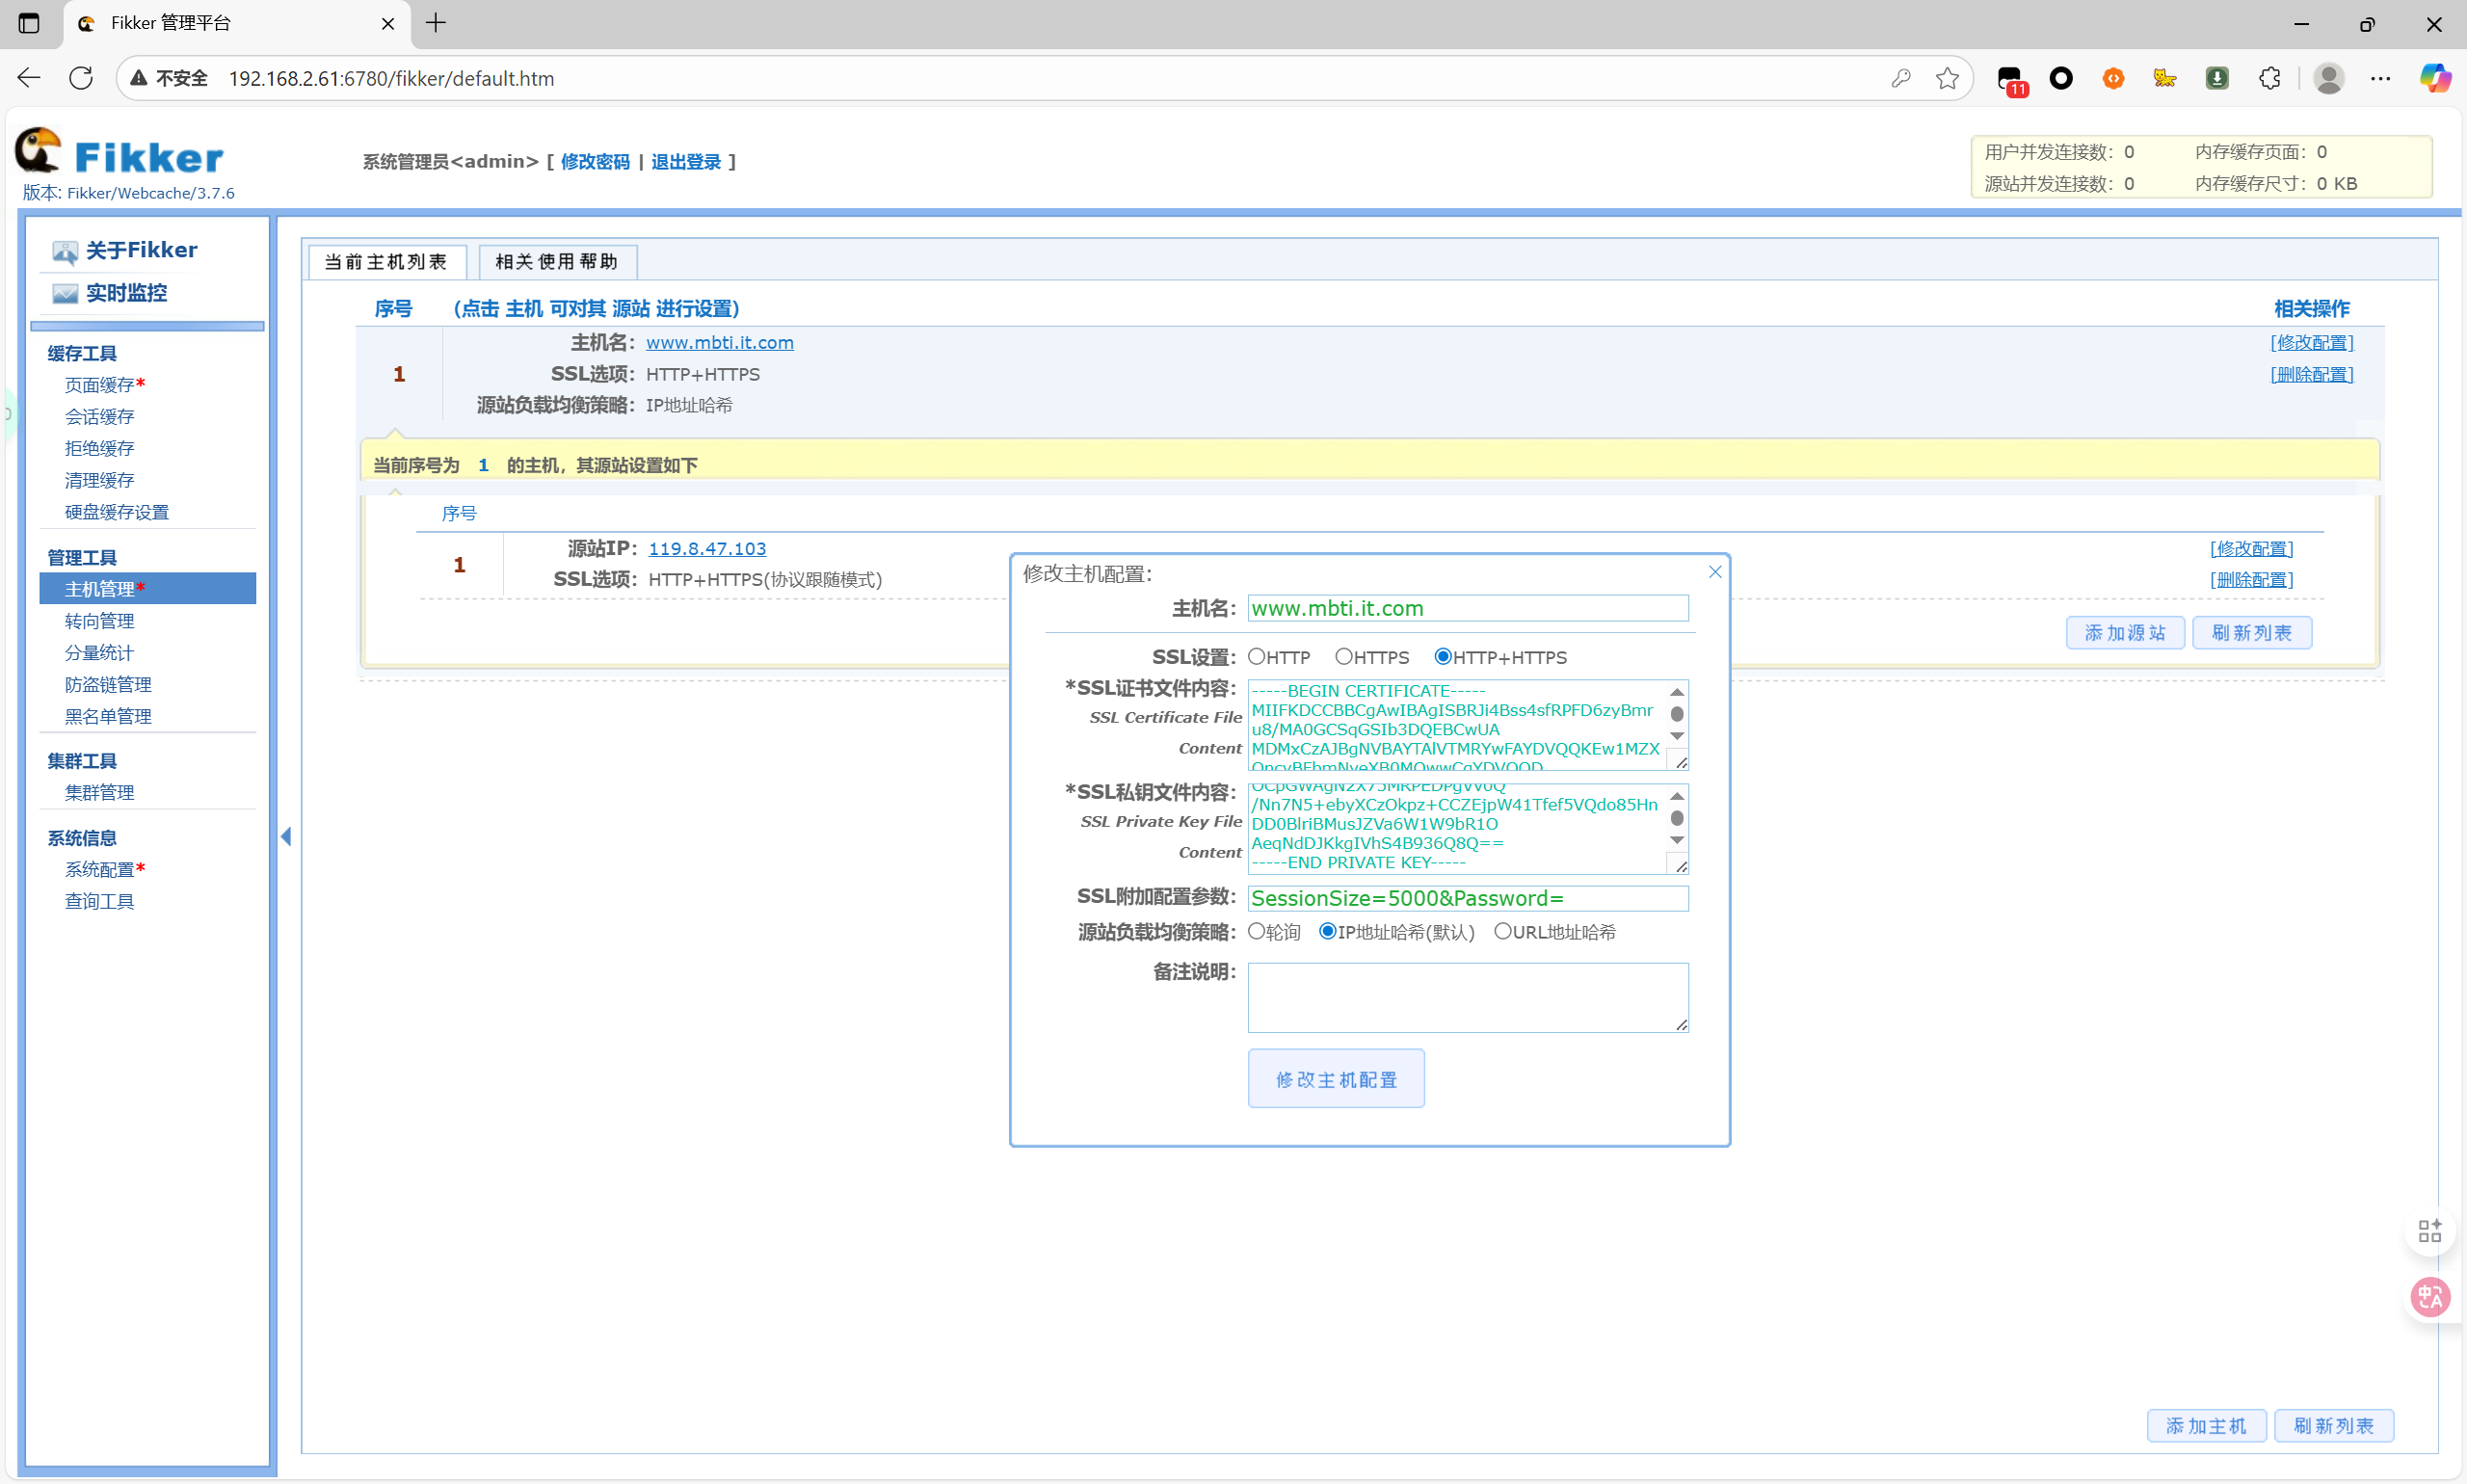 Fikker 管理平台
不安全 192.168.2.61:6780/fikker/default.htm
11
Fikker
版本: Fikker/Webcache/3.7.6
系统管理员<admin> [ 修改密码 | 退出登录 ]
用户并发连接数: 0 内存缓存页面: 0
源站并发连接数: 0 内存缓存尺寸: 0 KB
关于Fikker
实时监控
缓存工具
页面缓存*
会话缓存
拒绝缓存
清理缓存
硬盘缓存设置
管理工具
主机管理*
转向管理
分量统计
防盗链管理
黑名单管理
集群工具
集群管理
系统信息
系统配置*
查询工具
当前主机列表 相关使用帮助
序号 (点击 主机 可对其 源站 进行设置) 相关操作
1
主机名: www.mbti.it.com [修改配置]
SSL选项: HTTP+HTTPS [删除配置]
源站负载均衡策略: IP地址哈希
当前序号为 1 的主机，其源站设置如下
序号
1
源站IP: 119.8.47.103 [修改配置]
SSL选项: HTTP+HTTPS(协议跟随模式) [删除配置]
添加源站 刷新列表
修改主机配置:
主机名: www.mbti.it.com
SSL设置: HTTP HTTPS HTTP+HTTPS
*SSL证书文件内容:
SSL Certificate File
Content
-----BEGIN CERTIFICATE-----
MIIFKDCCBBCgAwIBAgISBRJi4Bss4sfRPFD6zyBmr
u8/MA0GCSqGSIb3DQEBCwUA
MDMxCzAJBgNVBAYTAlVTMRYwFAYDVQQKEw1MZX
*SSL私钥文件内容:
SSL Private Key File
Content
/Nn7N5+ebyXCzOkpz+CCZEjpW41Tfef5VQdo85Hn
DD0BlriBMusJZVa6W1W9bR1O
AeqNdDJKkgIVhS4B936Q8Q==
-----END PRIVATE KEY-----
SSL附加配置参数: SessionSize=5000&Password=
源站负载均衡策略: 轮询 IP地址哈希(默认) URL地址哈希
备注说明:
修改主机配置
添加主机 刷新列表